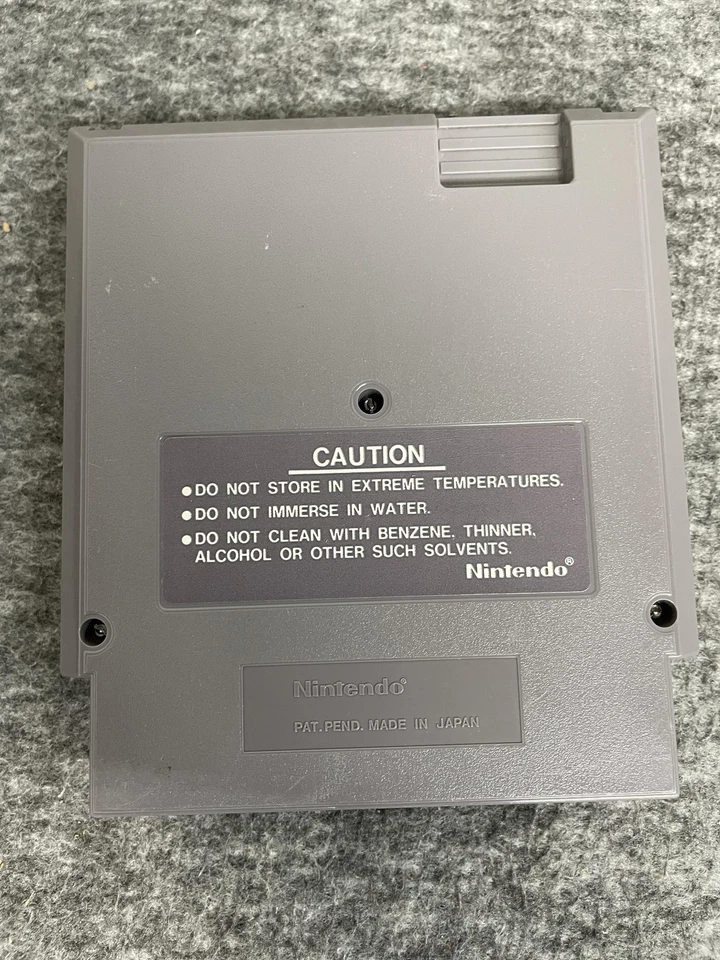 CAUTION
●DO NOT STORE IN EXTREME TEMPERATURES.
●DO NOT IMMERSE IN WATER.
●DO NOT CLEAN WITH BENZENE, THINNER,
ALCOHOL OR OTHER SUCH SOLVENTS.
Nintendo®
Nintendo®
PAT. PEND. MADE IN JAPAN